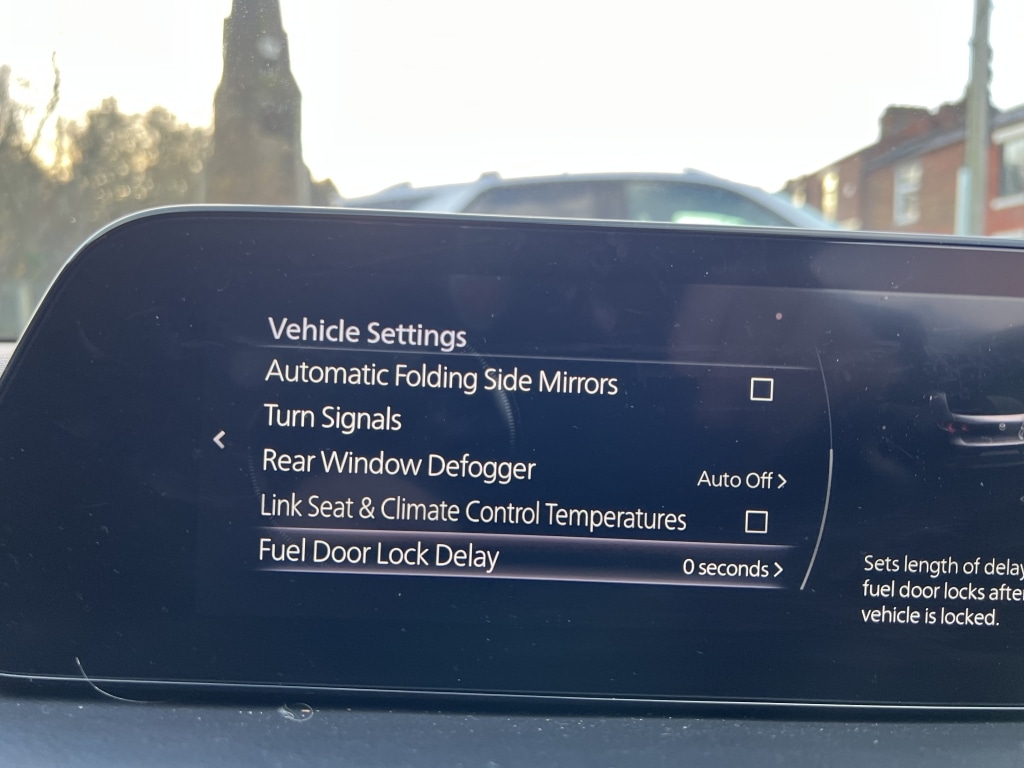 Vehicle Settings
Automatic Folding Side Mirrors
Turn Signals
Rear Window Defogger Auto Off >
Link Seat & Climate Control Temperatures
Fuel Door Lock Delay 0 seconds >
Sets length of delay
fuel door locks after
vehicle is locked.